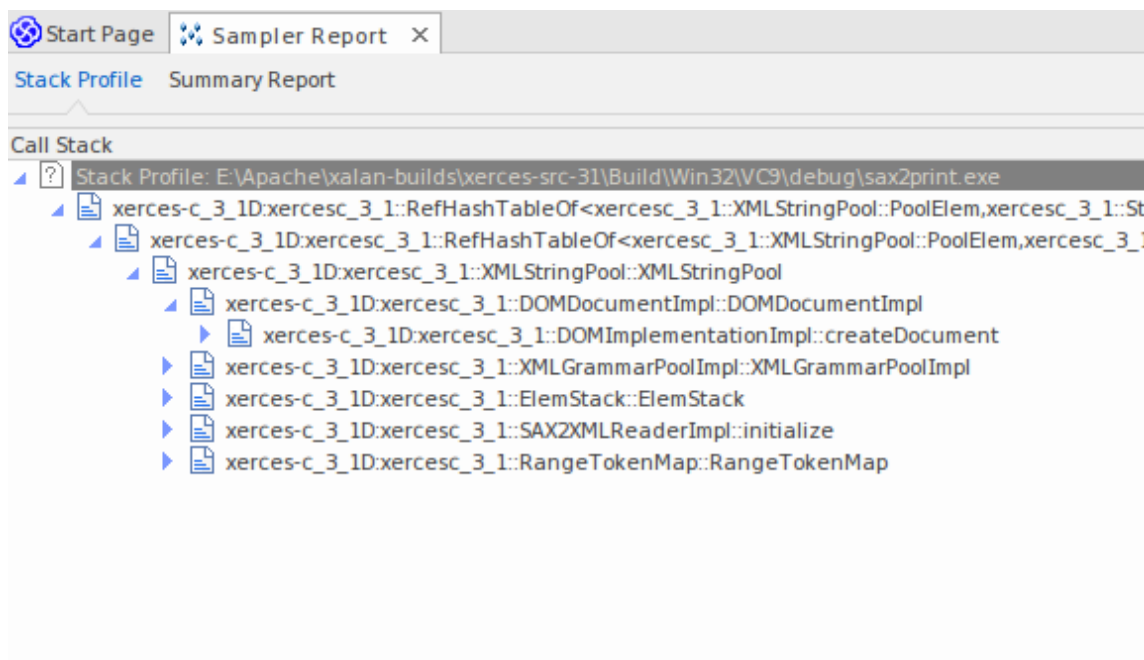 Start Page Sampler Report
Stack Profile Summary Report
Call Stack
Stack Profile: E:\Apache\xalan-builds\xerces-src-31\Build\Win32\VC9\debug\sax2print.exe
xerces-c_3_1D:xercesc_3_1::RefHashTableOf<xercesc_3_1::XMLStringPool::PoolElem,xercesc_3_1::St
xerces-c_3_1D:xercesc_3_1::RefHashTableOf<xercesc_3_1::XMLStringPool::PoolElem,xercesc_3_1
xerces-c_3_1D:xercesc_3_1::XMLStringPool::XMLStringPool
xerces-c_3_1D:xercesc_3_1::DOMDocumentImpl::DOMDocumentImpl
xerces-c_3_1D:xercesc_3_1::DOMImplementationImpl::createDocument
xerces-c_3_1D:xercesc_3_1::XMLGrammarPoolImpl::XMLGrammarPoolImpl
xerces-c_3_1D:xercesc_3_1::ElemStack::ElemStack
xerces-c_3_1D:xercesc_3_1::SAX2XMLReaderImpl::initialize
xerces-c_3_1D:xercesc_3_1::RangeTokenMap::RangeTokenMap